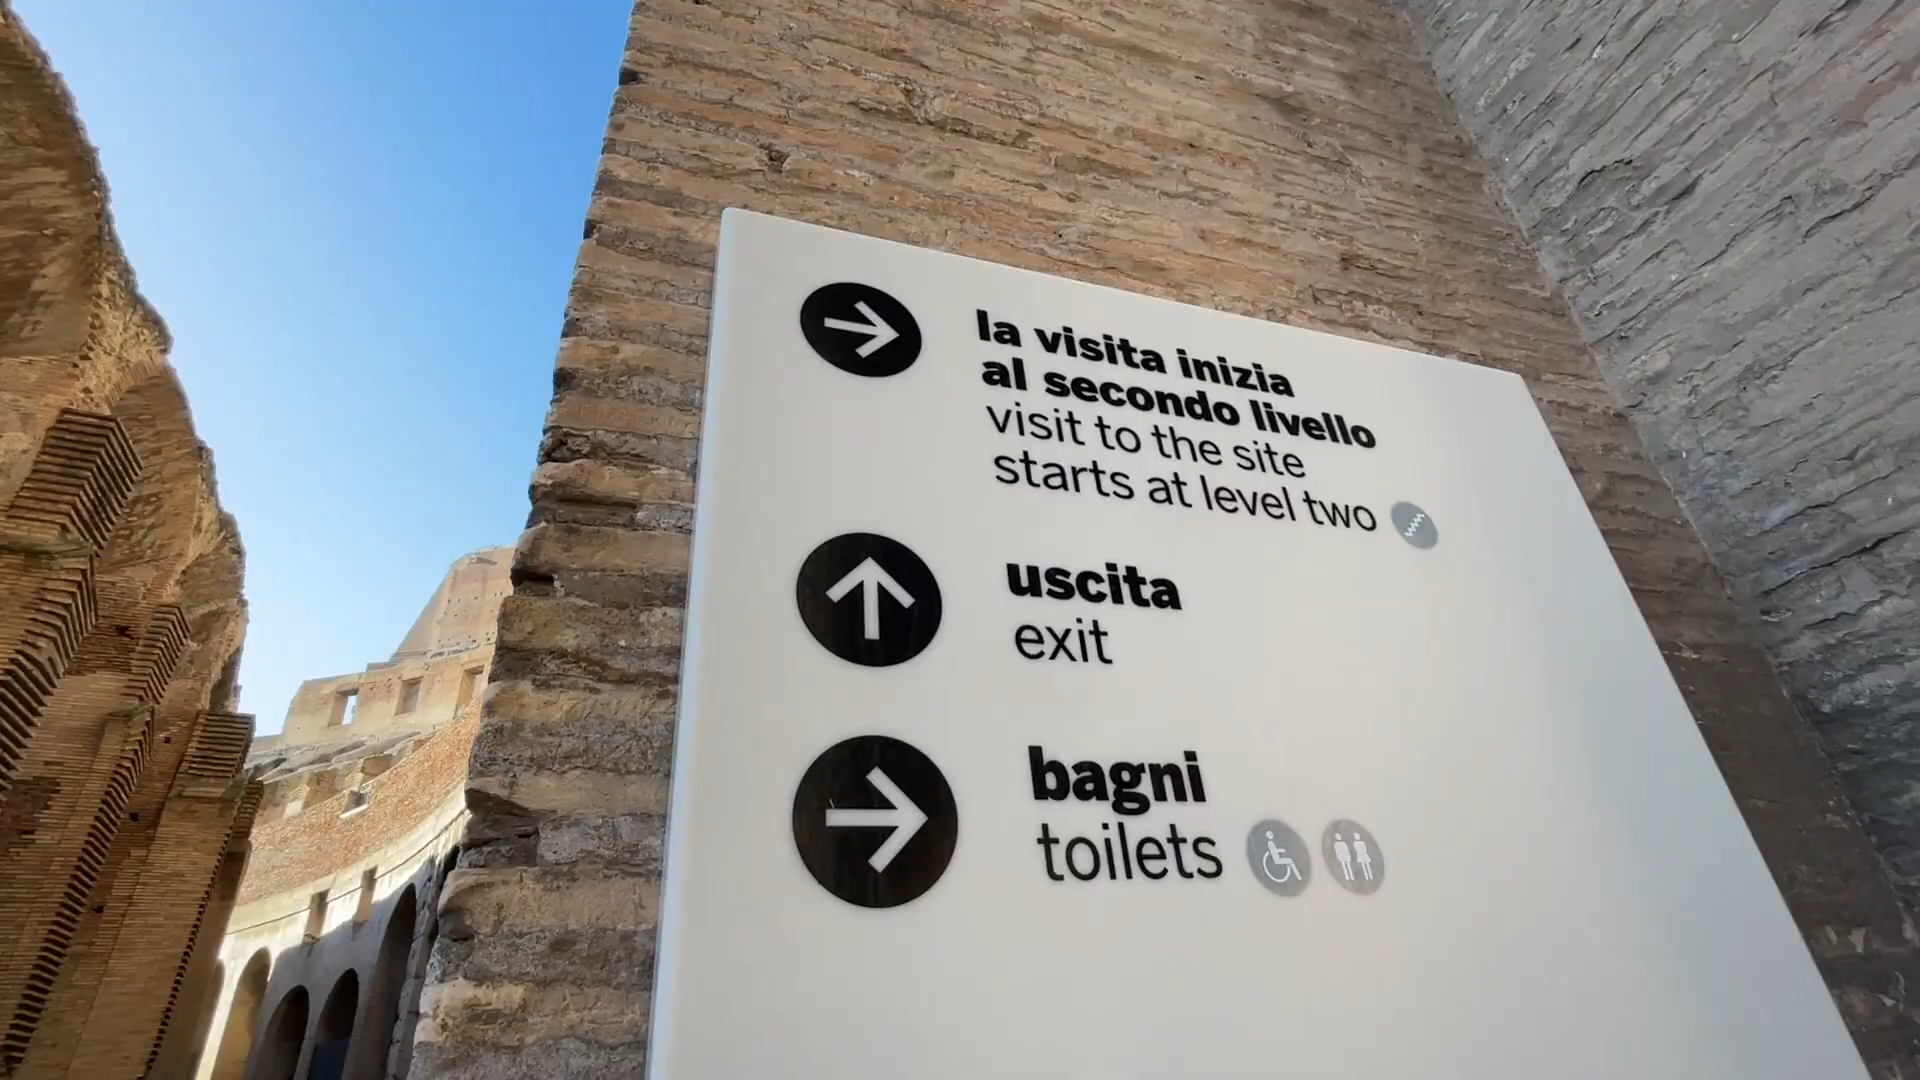 la visita inizia
al secondo livello
visit to the site
starts at level two
uscita
exit
bagni
toilets